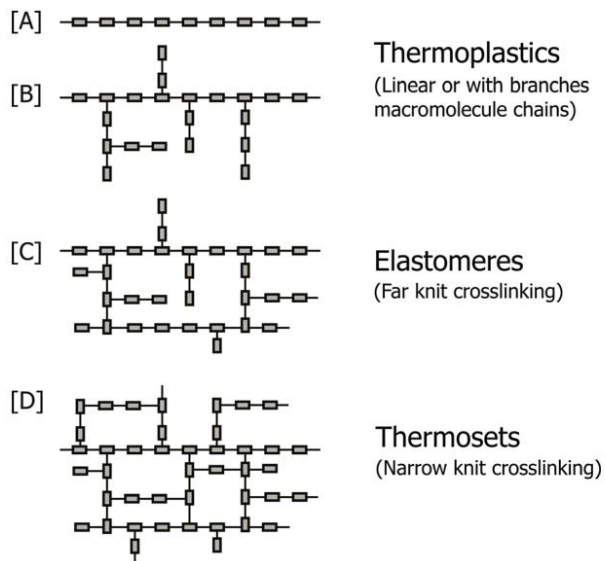 [A]
Thermoplastics
(Linear or with branches
macromolecule chains)
[B]
[C]
Elastomeres
(Far knit crosslinking)
[D]
Thermosets
(Narrow knit crosslinking)